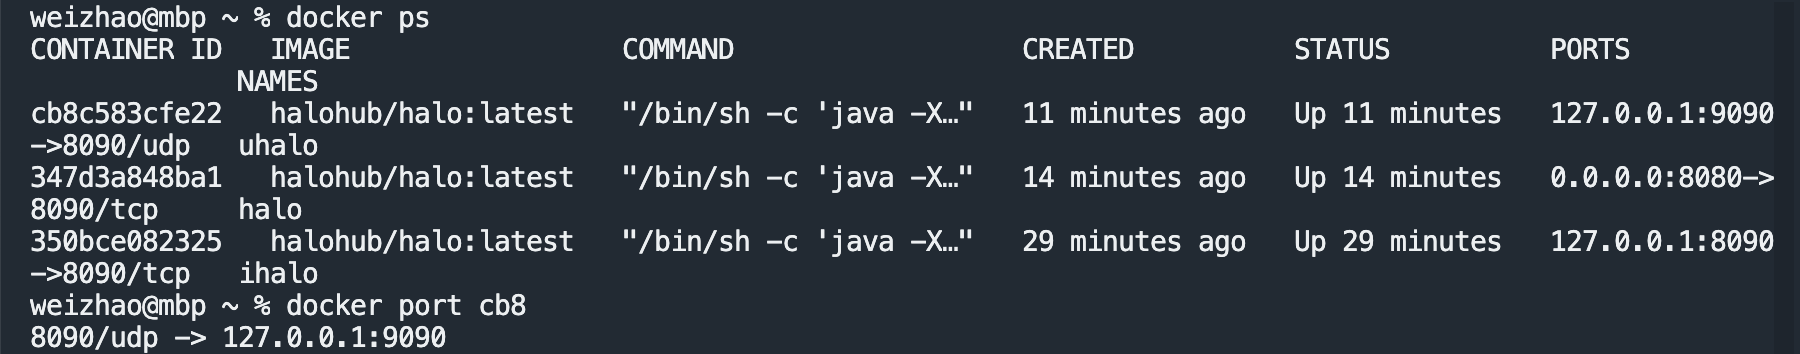 weizhao@mbp ~ % docker ps
CONTAINER ID   IMAGE                 COMMAND                  CREATED          STATUS          PORTS
             NAMES
cb8c583cfe22   halohub/halo:latest   "/bin/sh -c 'java -X…"   11 minutes ago   Up 11 minutes   127.0.0.1:9090
->8090/udp   uhalo
347d3a848ba1   halohub/halo:latest   "/bin/sh -c 'java -X…"   14 minutes ago   Up 14 minutes   0.0.0.0:8080->
8090/tcp     halo
350bce082325   halohub/halo:latest   "/bin/sh -c 'java -X…"   29 minutes ago   Up 29 minutes   127.0.0.1:8090
->8090/tcp   ihalo
weizhao@mbp ~ % docker port cb8
8090/udp -> 127.0.0.1:9090